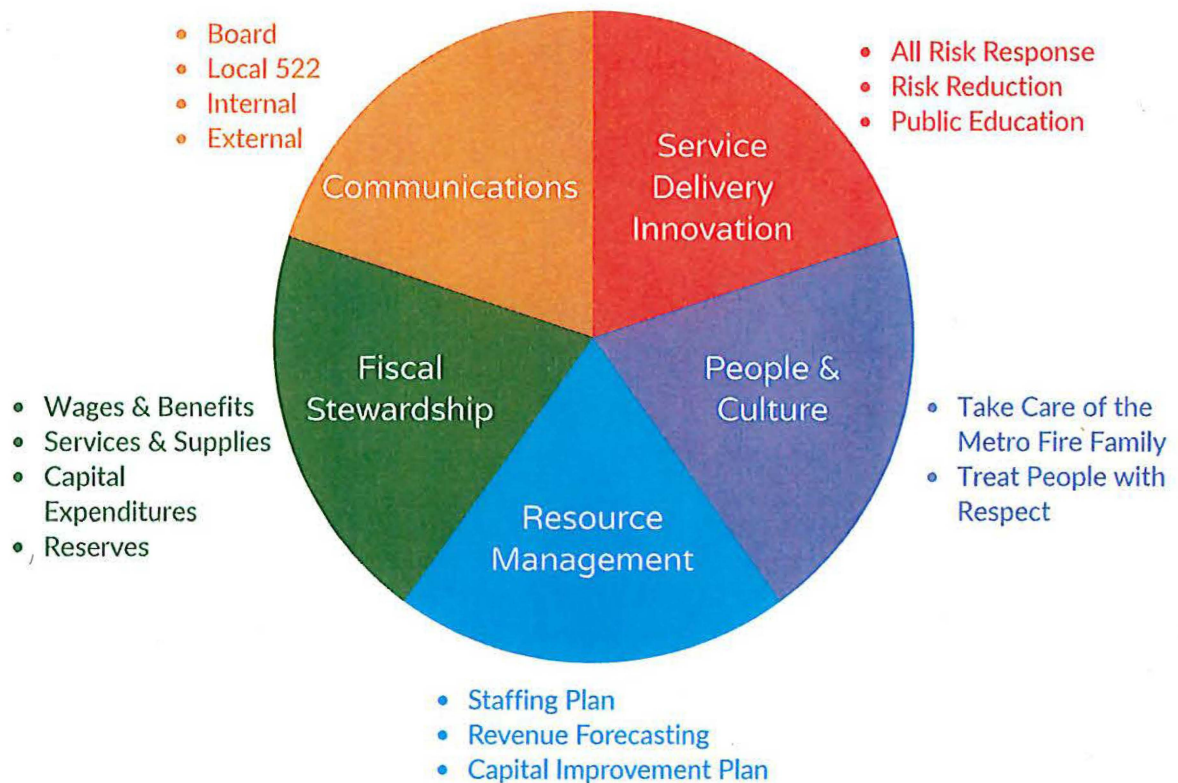 • Board
• Local 522
• Internal
• External
• All Risk Response
• Risk Reduction
• Public Education
Communications
Service
Delivery
Innovation
Fiscal
Stewardship
People &
Culture
Resource
Management
• Wages & Benefits
• Services & Supplies
• Capital
Expenditures
• Reserves
• Take Care of the
Metro Fire Family
• Treat People with
Respect
• Staffing Plan
• Revenue Forecasting
• Capital Improvement Plan